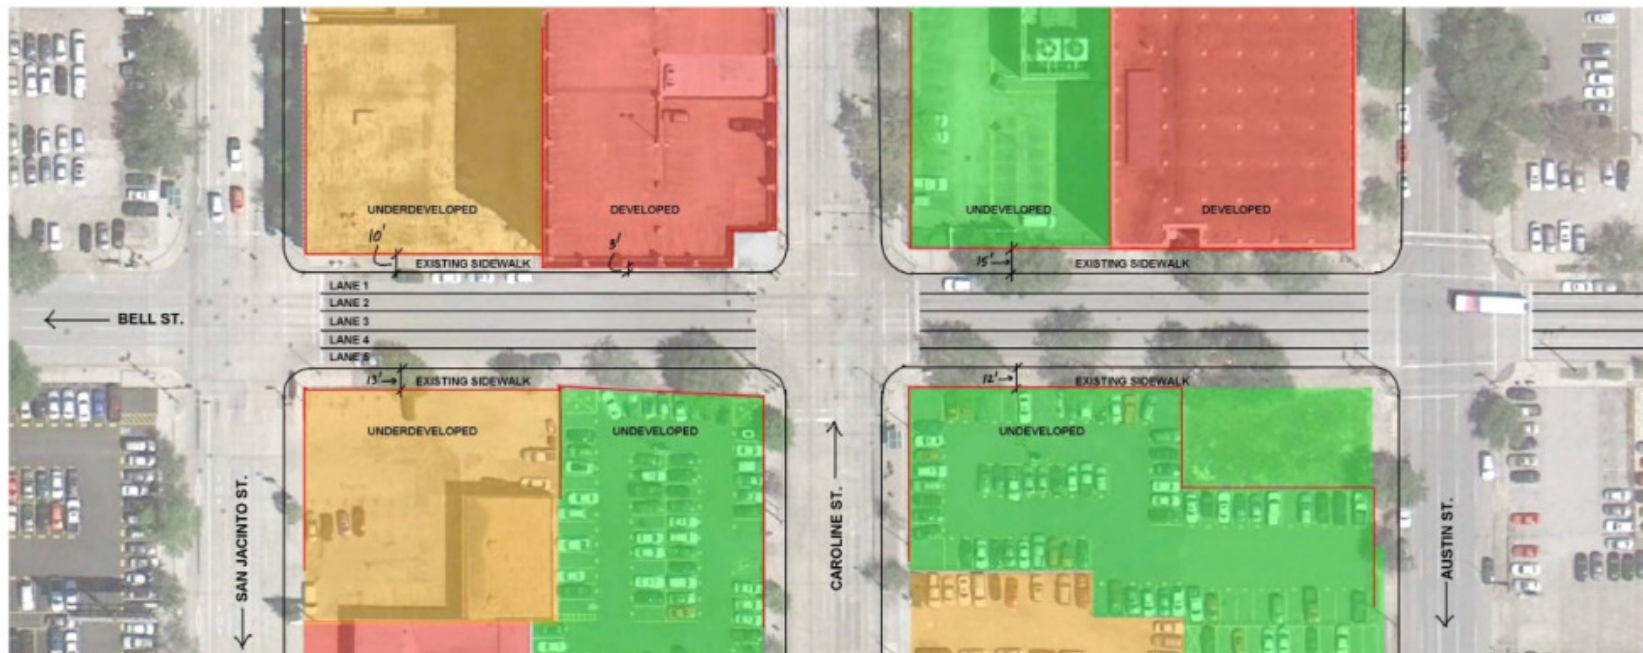 UNDERDEVELOPED
DEVELOPED
UNDEVELOPED
DEVELOPED
10'
3'
EXISTING SIDEWALK
15'
EXISTING SIDEWALK
LANE 1
LANE 2
LANE 3
LANE 4
LANE 5
BELL ST.
13'
EXISTING SIDEWALK
12'
EXISTING SIDEWALK
UNDERDEVELOPED
UNDEVELOPED
UNDEVELOPED
SAN JACINTO ST.
CAROLINE ST.
AUSTIN ST.